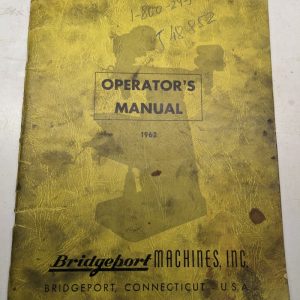 OPERATOR'S
MANUAL
1962
Bridgeport MACHINES, INC.
BRIDGEPORT, CONNECTICUT - U.S.A.